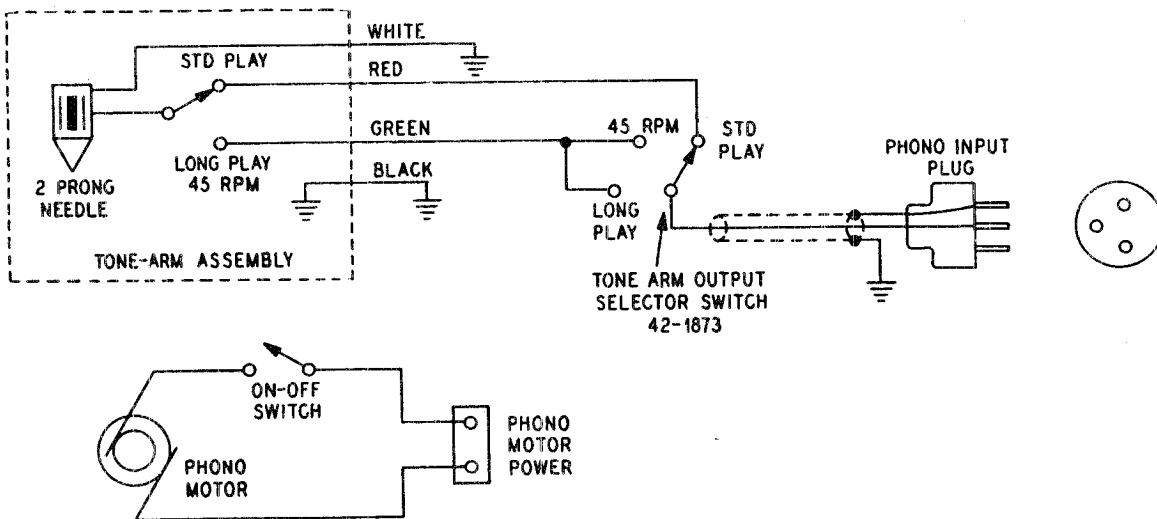 WHITE
STD PLAY
RED
GREEN
45 RPM
STD
PLAY
PHONO INPUT
PLUG
LONG PLAY
45 RPM
BLACK
2 PRONG
NEEDLE
LONG
PLAY
TONE-ARM ASSEMBLY
TONE ARM OUTPUT
SELECTOR SWITCH
42-1873
ON-OFF
SWITCH
PHONO
MOTOR
POWER
PHONO
MOTOR